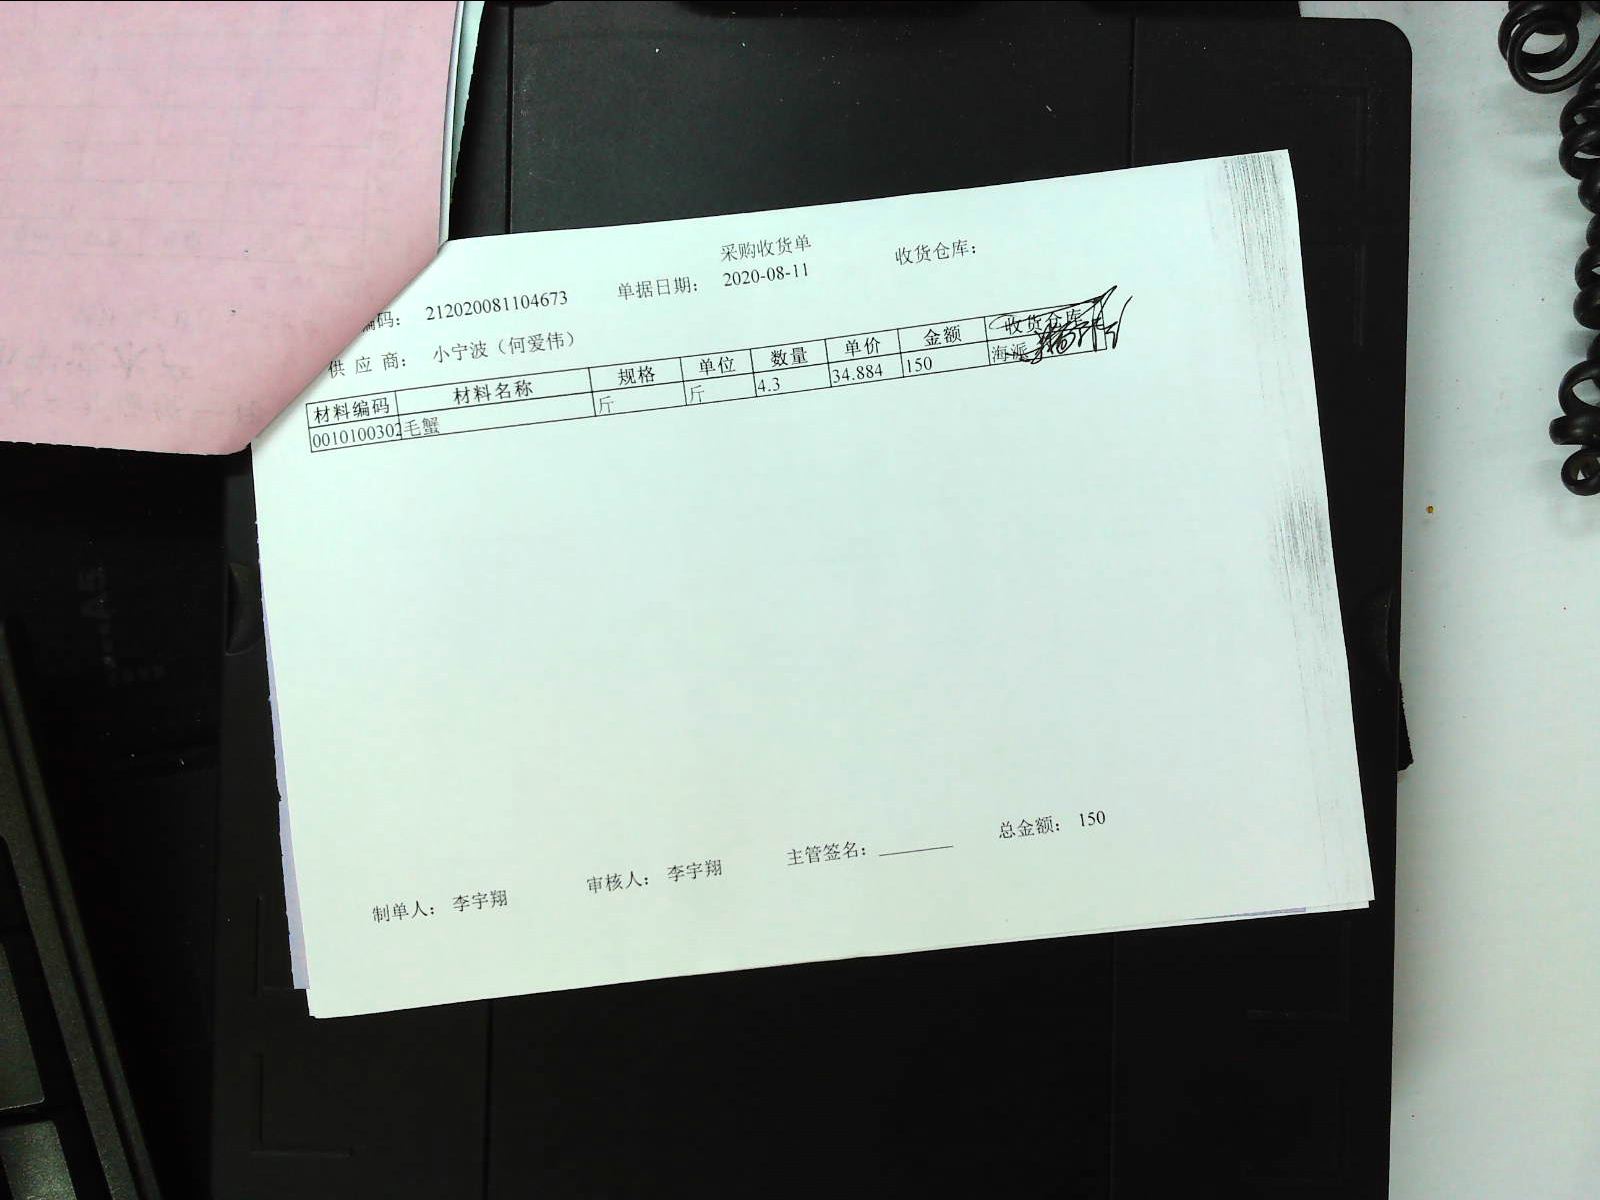 采购收货单
编码： 212020081104673 单据日期： 2020-08-11 收货仓库：
供 应 商： 小宁波（何爱伟）
材料编码 材料名称 规格 单位 数量 单价 金额 收货仓库
0010100302 毛蟹 斤 斤 4.3 34.884 150 海派
制单人： 李宇翔 审核人： 李宇翔 主管签名： 总金额： 150